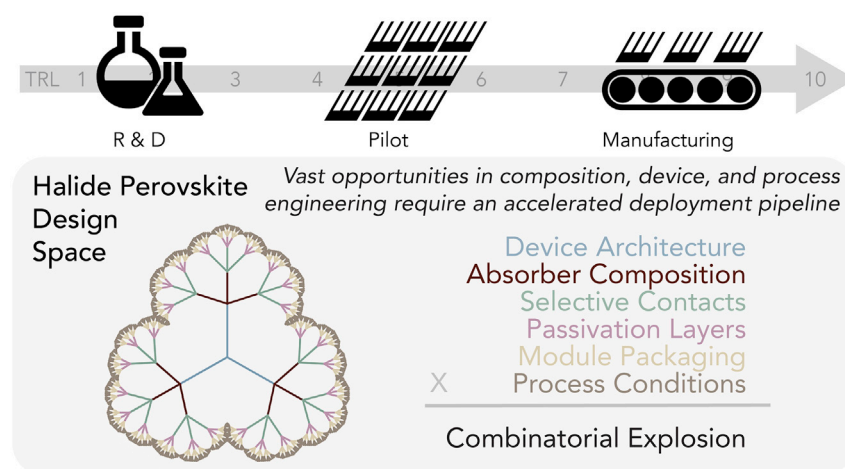 TRL 1 3 4 6 7 9 10
R & D
Pilot
Manufacturing
Halide Perovskite
Design
Space
Vast opportunities in composition, device, and process
engineering require an accelerated deployment pipeline
Device Architecture
Absorber Composition
Selective Contacts
Passivation Layers
Module Packaging
X Process Conditions
Combinatorial Explosion